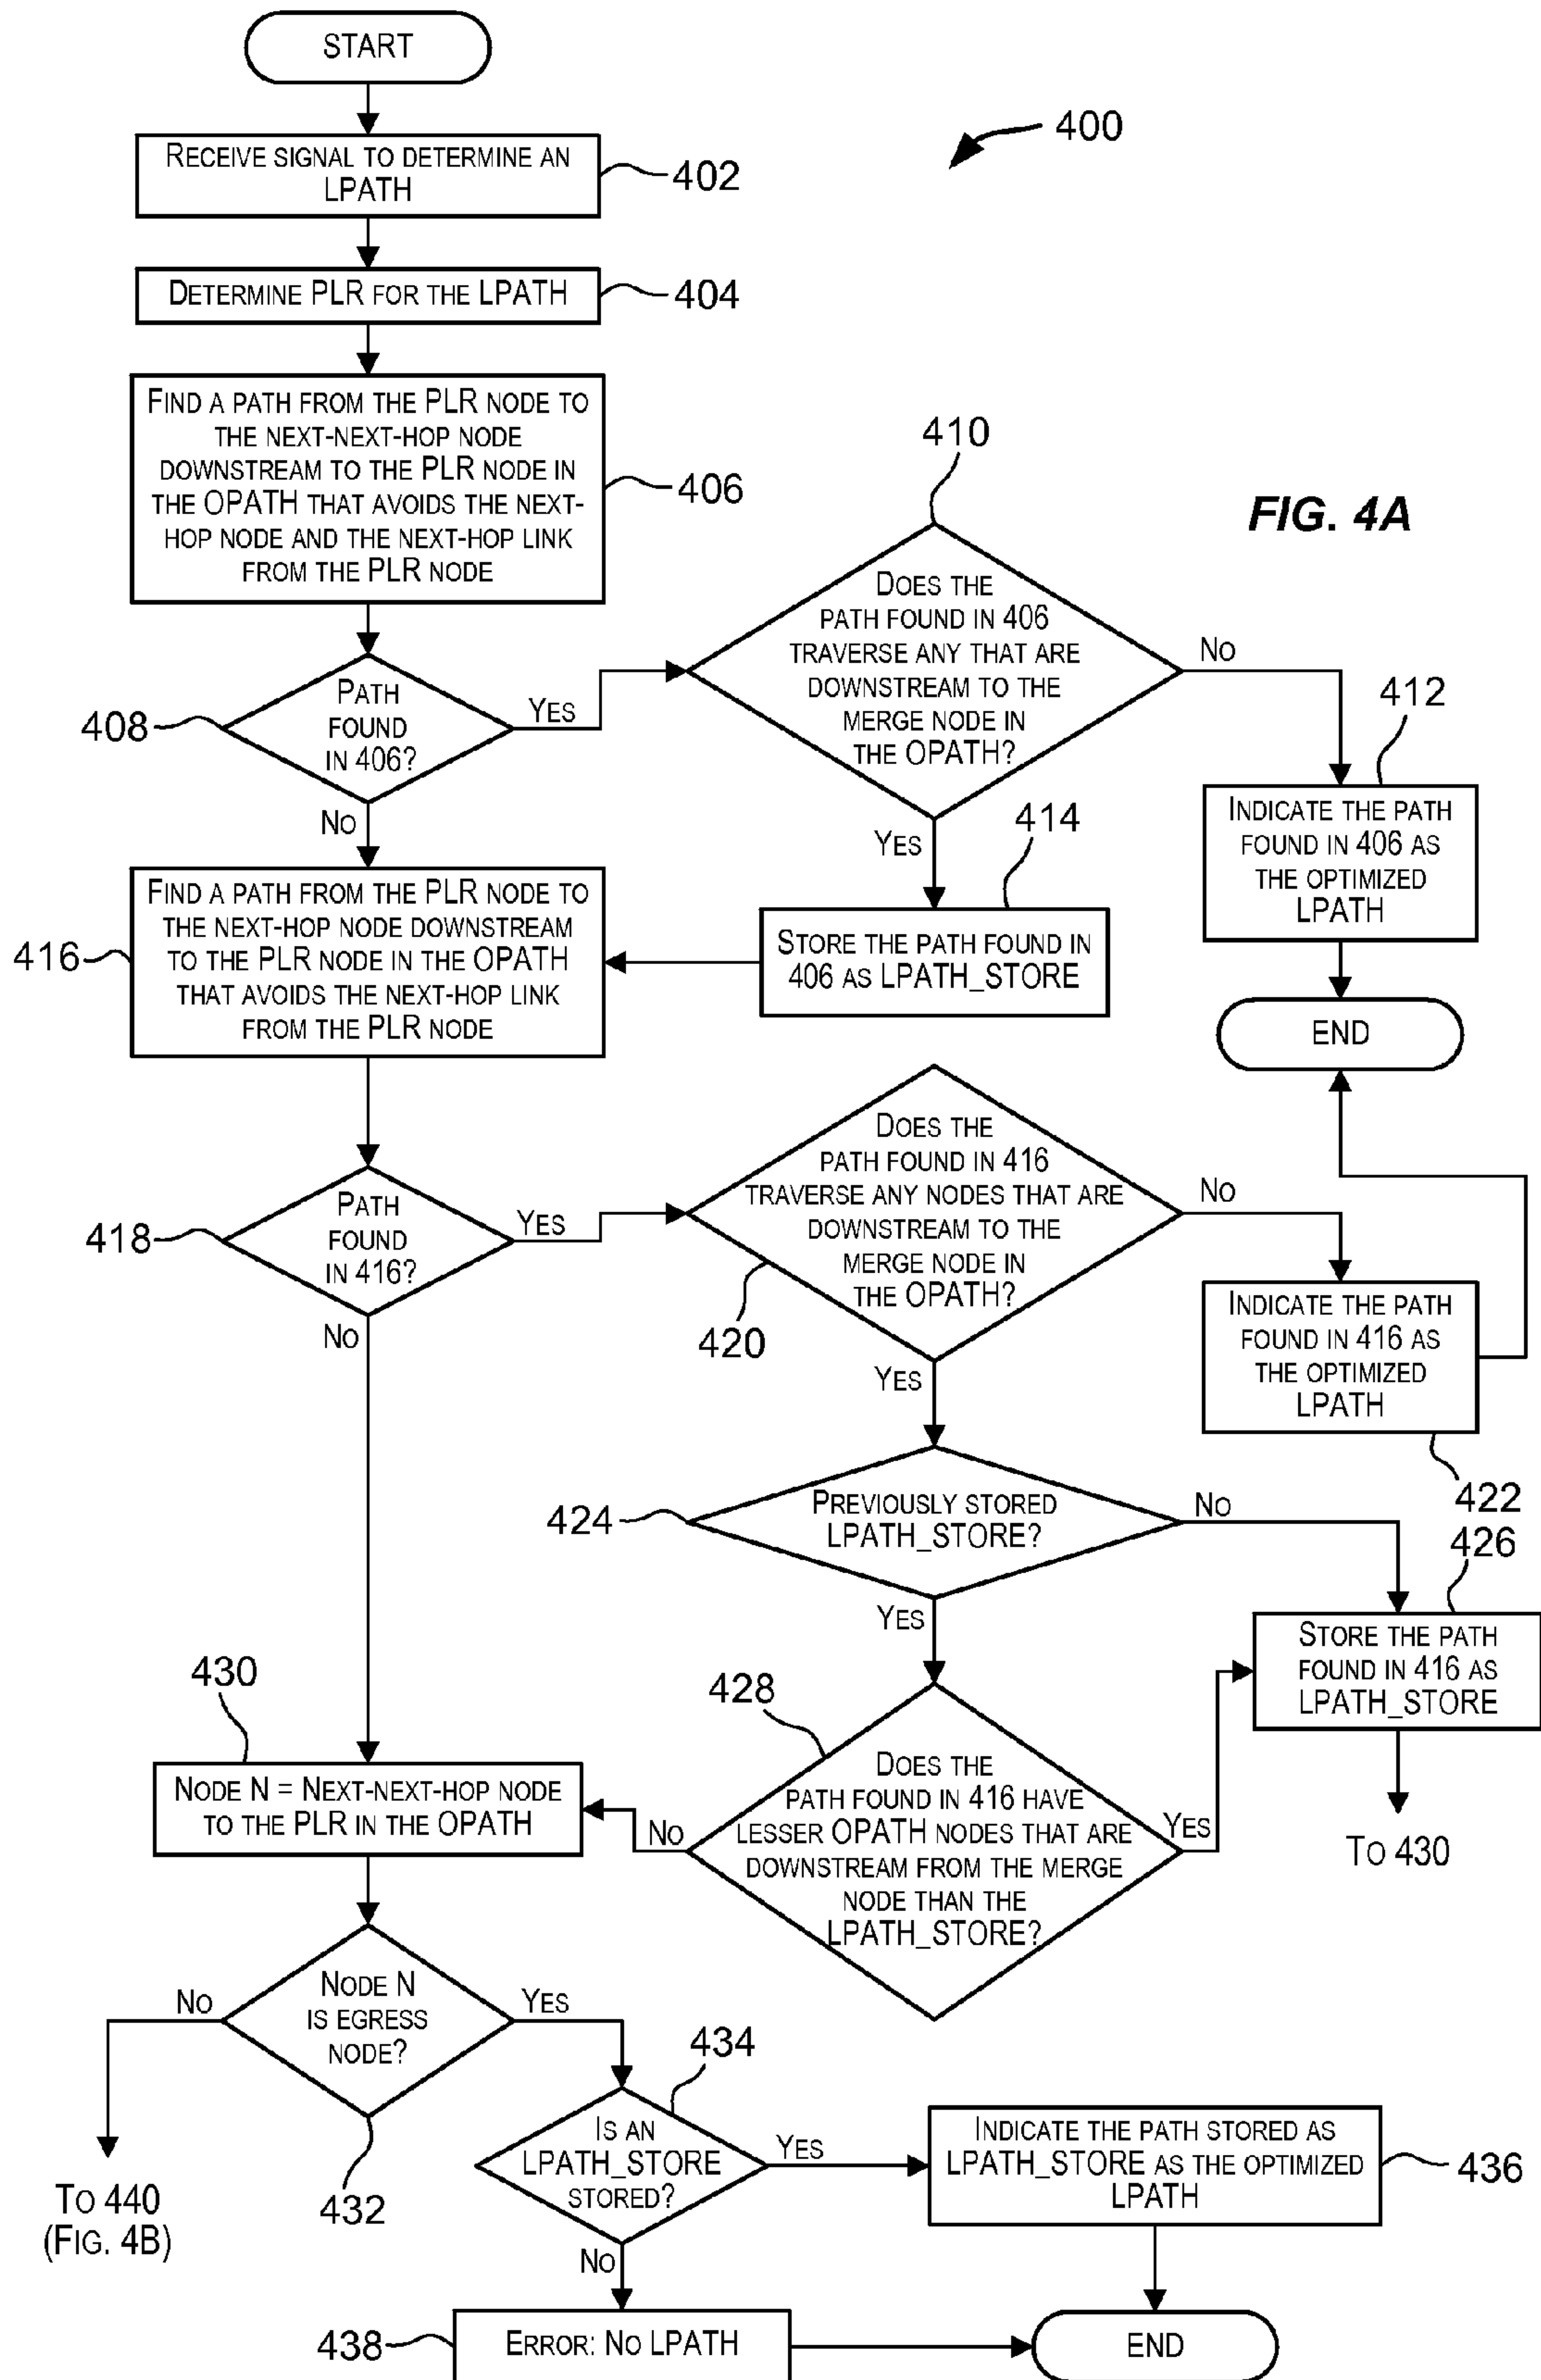 START
400
RECEIVE SIGNAL TO DETERMINE AN
LPATH
402
DETERMINE PLR FOR THE LPATH
404
FIND A PATH FROM THE PLR NODE TO
THE NEXT-NEXT-HOP NODE
DOWNSTREAM TO THE PLR NODE IN
THE OPATH THAT AVOIDS THE NEXT-
HOP NODE AND THE NEXT-HOP LINK
FROM THE PLR NODE
406
410
FIG. 4A
DOES THE
PATH FOUND IN 406
TRAVERSE ANY THAT ARE
DOWNSTREAM TO THE
MERGE NODE IN
THE OPATH?
NO
YES
408
PATH
FOUND
IN 406?
YES
NO
412
INDICATE THE PATH
FOUND IN 406 AS
THE OPTIMIZED
LPATH
414
STORE THE PATH FOUND IN
406 AS LPATH_STORE
END
416
FIND A PATH FROM THE PLR NODE TO
THE NEXT-HOP NODE DOWNSTREAM
TO THE PLR NODE IN THE OPATH
THAT AVOIDS THE NEXT-HOP LINK
FROM THE PLR NODE
418
PATH
FOUND
IN 416?
YES
NO
DOES THE
PATH FOUND IN 416
TRAVERSE ANY NODES THAT ARE
DOWNSTREAM TO THE
MERGE NODE IN
THE OPATH?
420
NO
YES
INDICATE THE PATH
FOUND IN 416 AS
THE OPTIMIZED
LPATH
422
424
PREVIOUSLY STORED
LPATH_STORE?
NO
YES
426
STORE THE PATH
FOUND IN 416 AS
LPATH_STORE
TO 430
428
DOES THE
PATH FOUND IN 416 HAVE
LESSER OPATH NODES THAT ARE
DOWNSTREAM FROM THE MERGE
NODE THAN THE
LPATH_STORE?
YES
NO
430
NODE N = NEXT-NEXT-HOP NODE
TO THE PLR IN THE OPATH
NODE N
IS EGRESS
NODE?
432
NO
YES
TO 440
(FIG. 4B)
434
IS AN
LPATH_STORE
STORED?
YES
NO
INDICATE THE PATH STORED AS
LPATH_STORE AS THE OPTIMIZED
LPATH
436
438
ERROR: NO LPATH
END